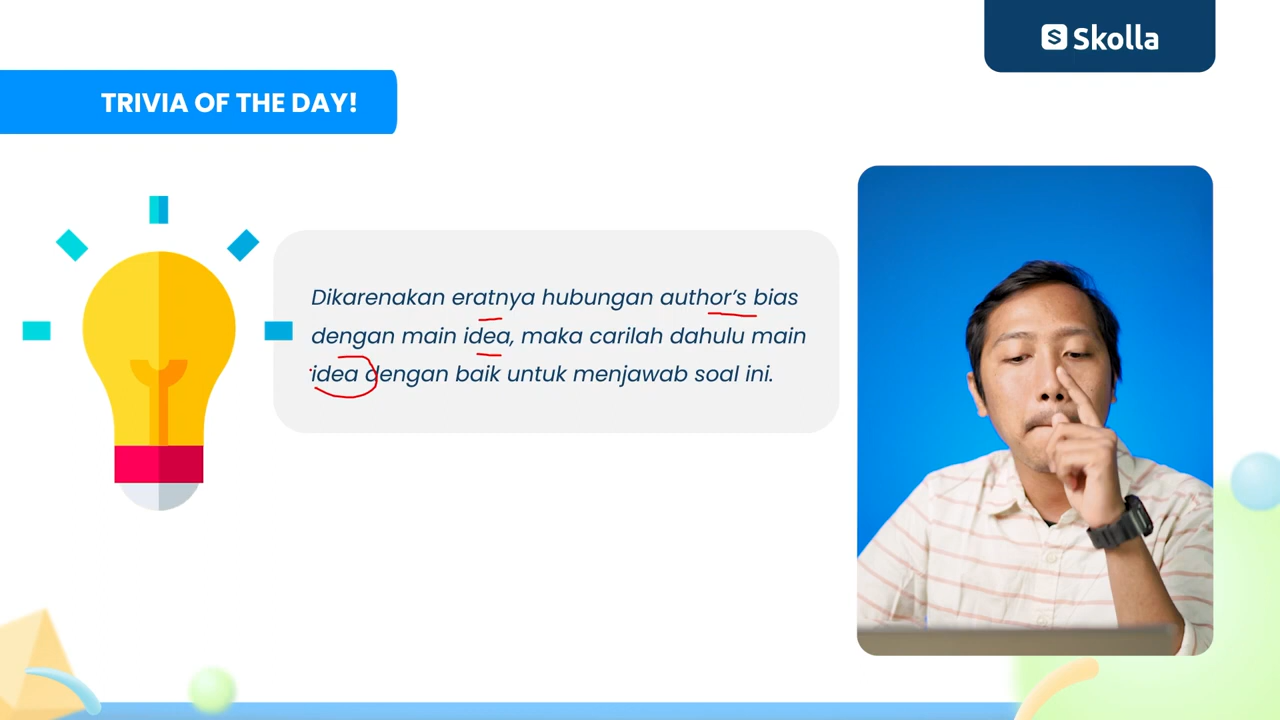 Skolla
TRIVIA OF THE DAY!
Dikarenakan eratnya hubungan author's bias
dengan main idea, maka carilah dahulu main
idea dengan baik untuk menjawab soal ini.